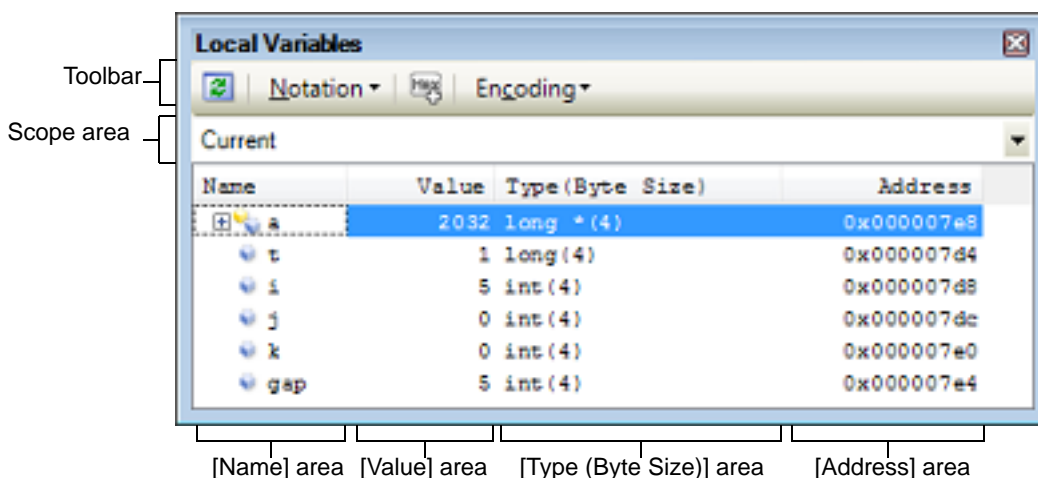 Local Variables
Toolbar
Notation Hex Encoding
Scope area
Current
Name Value Type(Byte Size) Address
a 2032 long *(4) 0x000007e8
t 1 long(4) 0x000007d4
i 5 int(4) 0x000007d8
j 0 int(4) 0x000007dc
k 0 int(4) 0x000007e0
gap 5 int(4) 0x000007e4
[Name] area [Value] area [Type (Byte Size)] area [Address] area